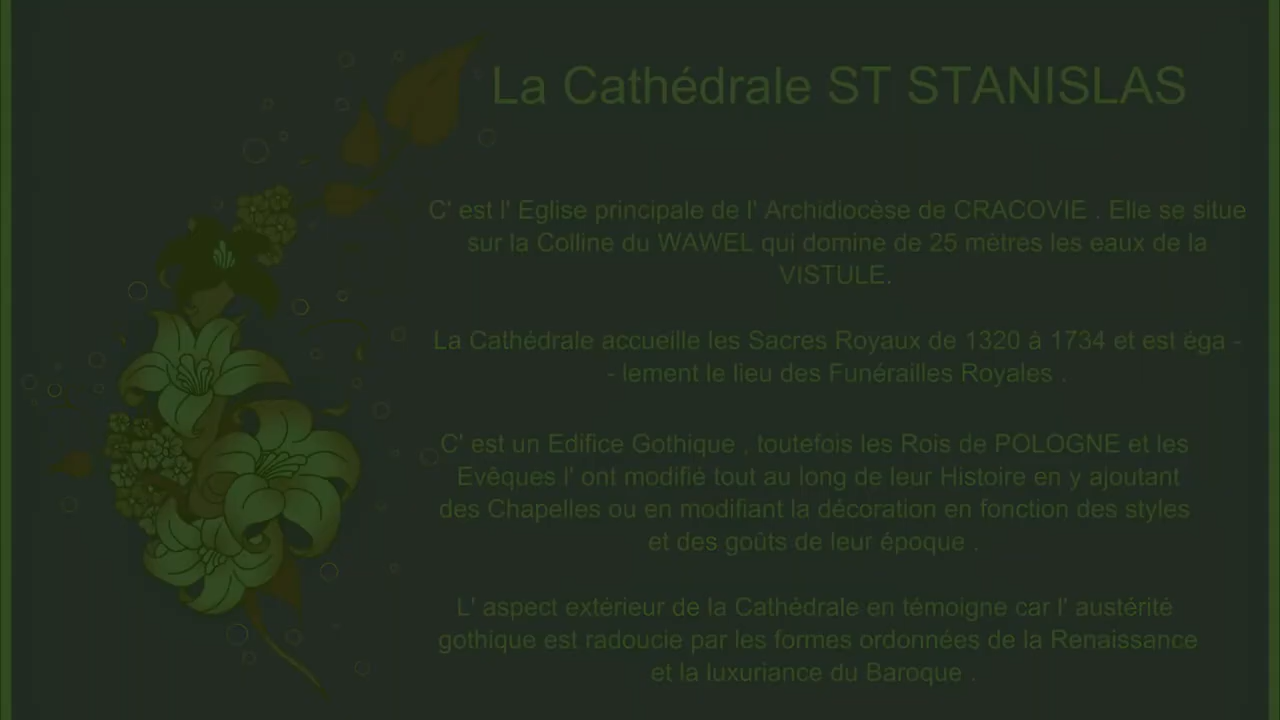 La Cathédrale ST STANISLAS
C' est l' Eglise principale de l' Archidiocèse de CRACOVIE . Elle se situe
sur la Colline du WAWEL qui domine de 25 mètres les eaux de la
VISTULE.
La Cathédrale accueille les Sacres Royaux de 1320 à 1734 et est éga -
- lement le lieu des Funérailles Royales .
C' est un Edifice Gothique , toutefois les Rois de POLOGNE et les
Evêques l' ont modifié tout au long de leur Histoire en y ajoutant
des Chapelles ou en modifiant la décoration en fonction des styles
et des goûts de leur époque .
L' aspect extérieur de la Cathédrale en témoigne car l' austérité
gothique est radoucie par les formes ordonnées de la Renaissance
et la luxuriance du Baroque .